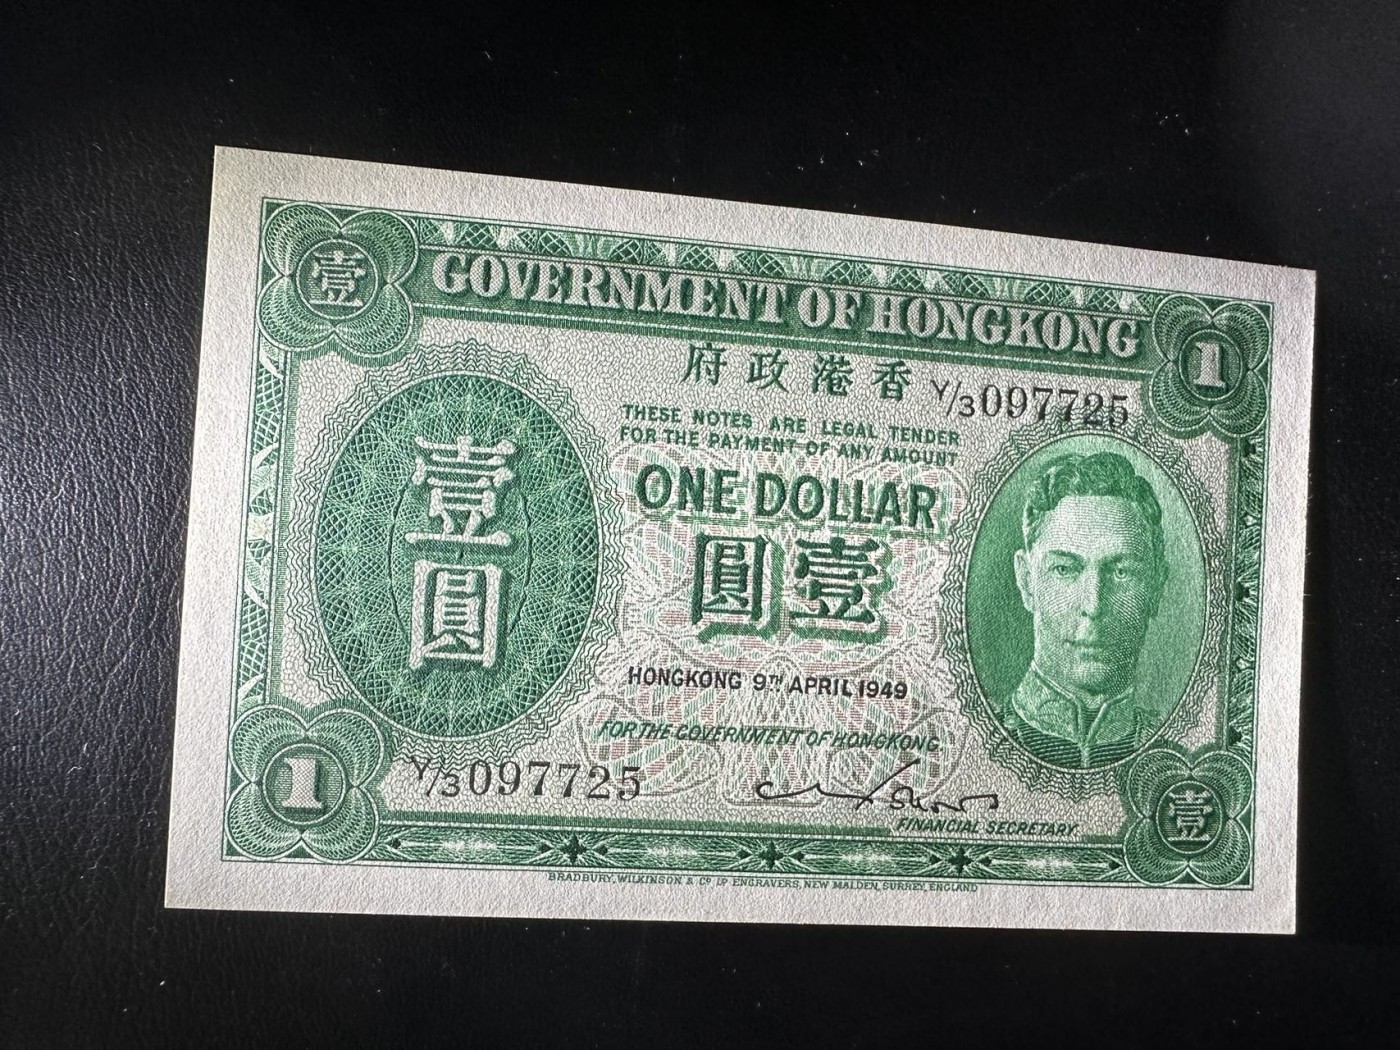 壹
GOVERNMENT OF HONGKONG
1
府政港香
Y/3 097725
THESE NOTES ARE LEGAL TENDER
FOR THE PAYMENT OF ANY AMOUNT
ONE DOLLAR
圓壹
壹圓
HONGKONG 9TH APRIL 1949
FOR THE GOVERNMENT OF HONGKONG.
Y/3 097725
FINANCIAL SECRETARY.
1
壹
BRADBURY, WILKINSON & Co. Ld. ENGRAVERS, NEW MALDEN, SURREY, ENGLAND